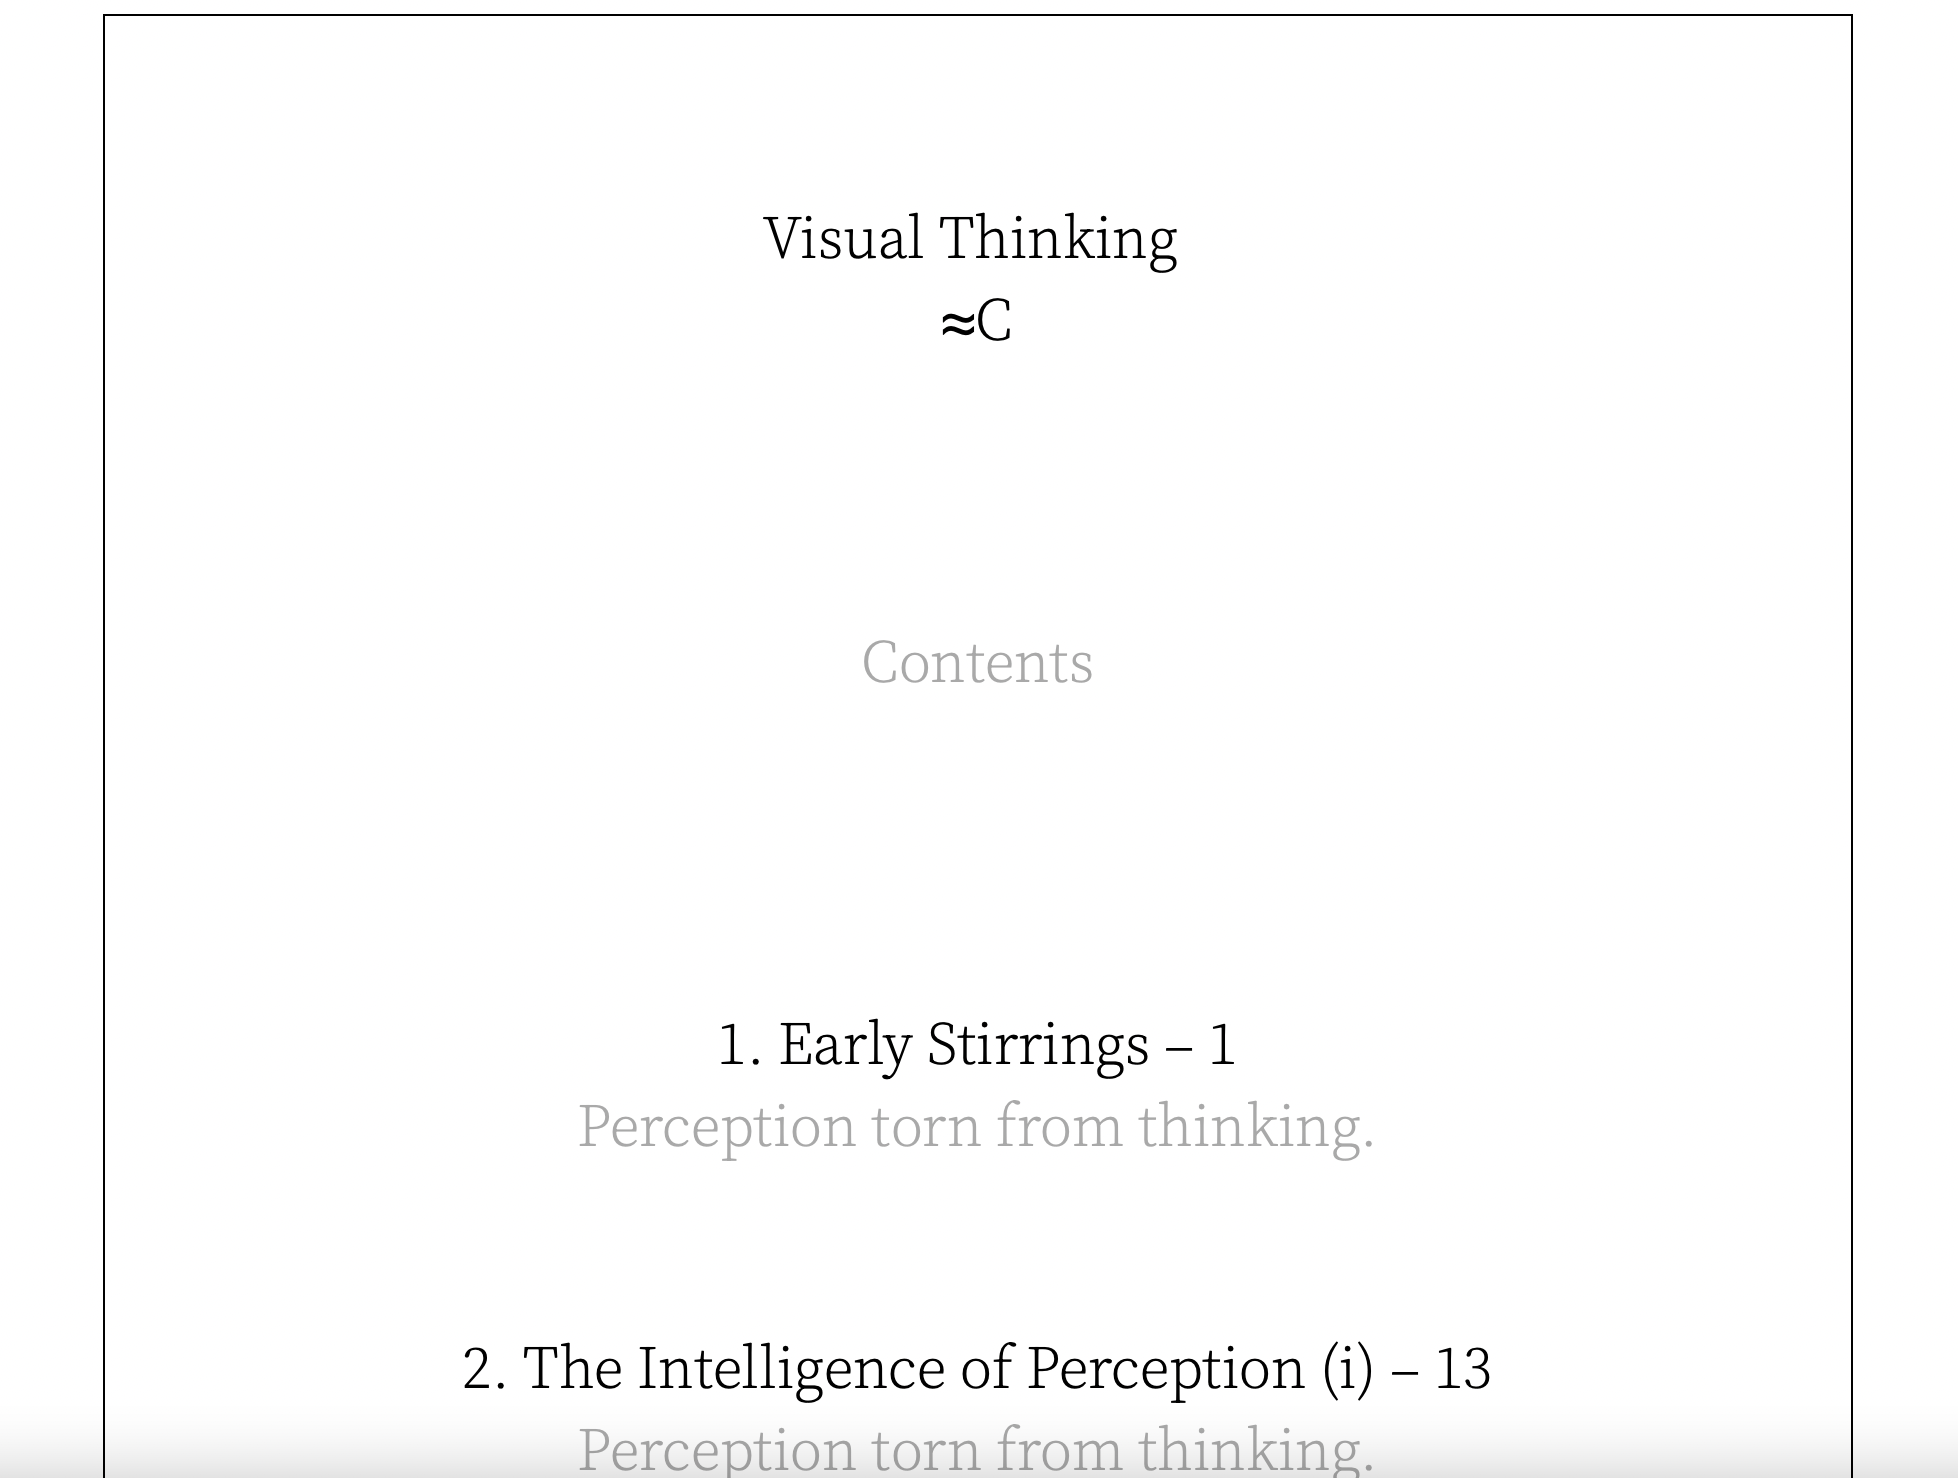 Visual Thinking
≈C
Contents
1. Early Stirrings – 1
Perception torn from thinking.
2. The Intelligence of Perception (i) – 13
Perception torn from thinking.